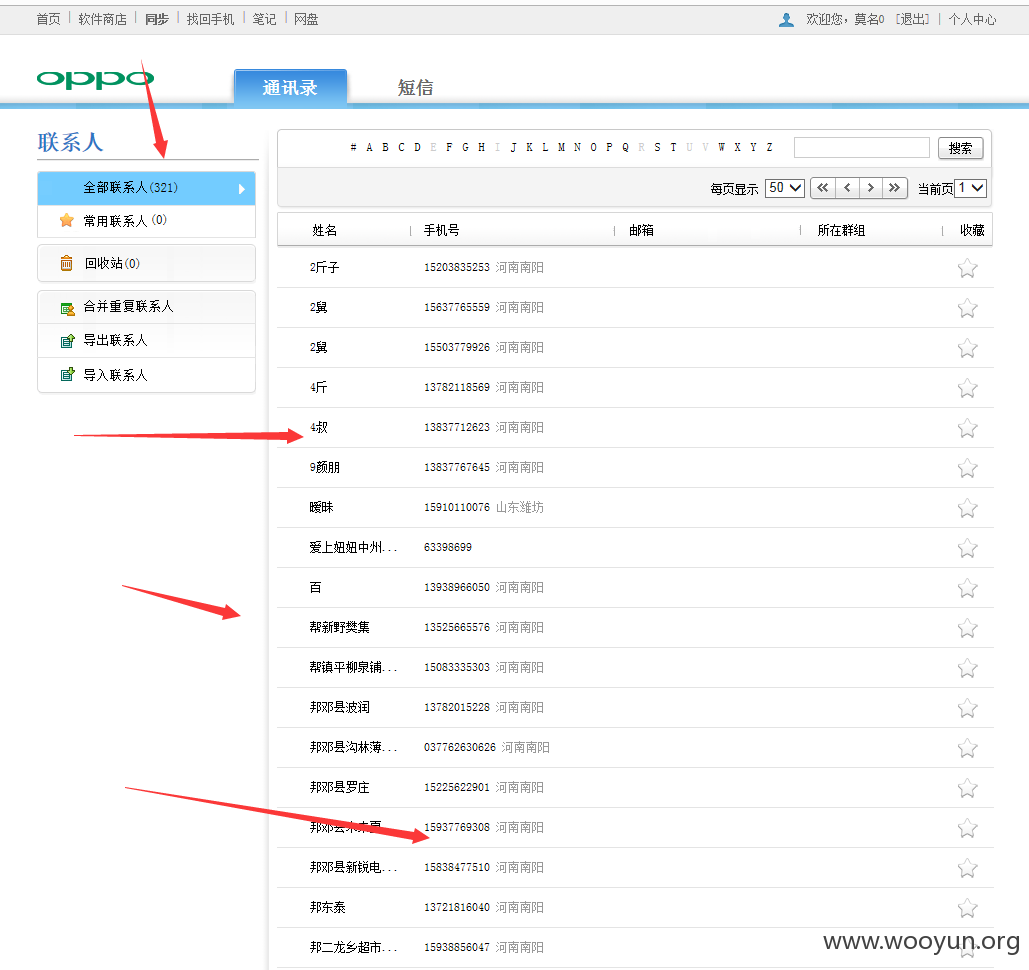 首页 软件商店 同步 找回手机 笔记 网盘 欢迎您，莫名0 [退出] 个人中心
oppo 通讯录 短信
联系人
# A B C D E F G H I J K L M N O P Q R S T U V W X Y Z 搜索
全部联系人(321)
每页显示 50 当前页 1
常用联系人(0)
姓名 手机号 邮箱 所在群组 收藏
回收站(0)
合并重复联系人
导出联系人
导入联系人
2斤子 15203835253 河南南阳
2舅 15637765559 河南南阳
2舅 15503779926 河南南阳
4斤 13782118569 河南南阳
4叔 13837712623 河南南阳
9颜朋 13837767645 河南南阳
暧昧 15910110076 山东潍坊
爱上妞妞中州... 63398699
百 13938966050 河南南阳
帮新野樊集 13525665576 河南南阳
帮镇平柳泉铺... 15083335303 河南南阳
邦邓县波润 13782015228 河南南阳
邦邓县沟林薄... 037762630626 河南南阳
邦邓县罗庄 15225622901 河南南阳
邦邓县 15937769308 河南南阳
邦邓县新锐电... 15838477510 河南南阳
邦东泰 13721816040 河南南阳
邦二龙乡超市... 15938856047 河南南阳
www.wooyun.org